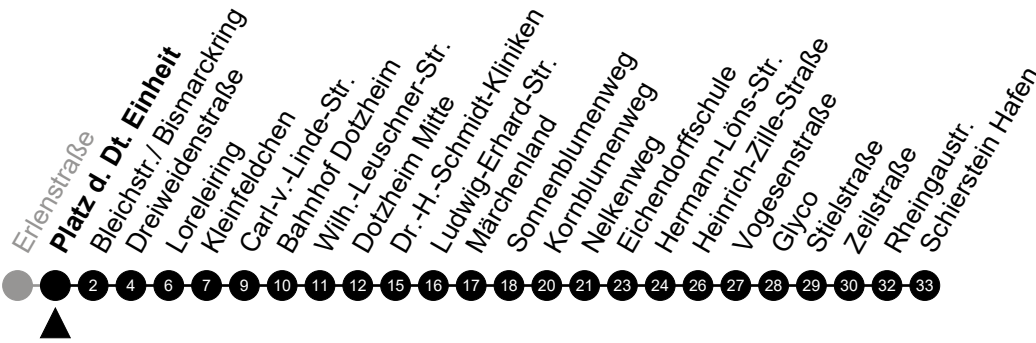 Erlenstraße
Platz d. Dt. Einheit
Bleichstr./ Bismarckring
Dreiweidenstraße
Loreleiring
Kleinfeldchen
Carl-v.-Linde-Str.
Bahnhof Dotzheim
Wilh.-Leuschner-Str.
Dotzheim Mitte
Dr.-H.-Schmidt-Kliniken
Ludwig-Erhard-Str.
Märchenland
Sonnenblumenweg
Kornblumenweg
Nelkenweg
Eichendorffschule
Hermann-Löns-Str.
Heinrich-Zille-Straße
Vogesenstraße
Glyco
Stielstraße
Zeilstraße
Rheingaustr.
Schierstein Hafen
2 4 6 7 9 10 11 12 15 16 17 18 20 21 23 24 26 27 28 29 30 32 33